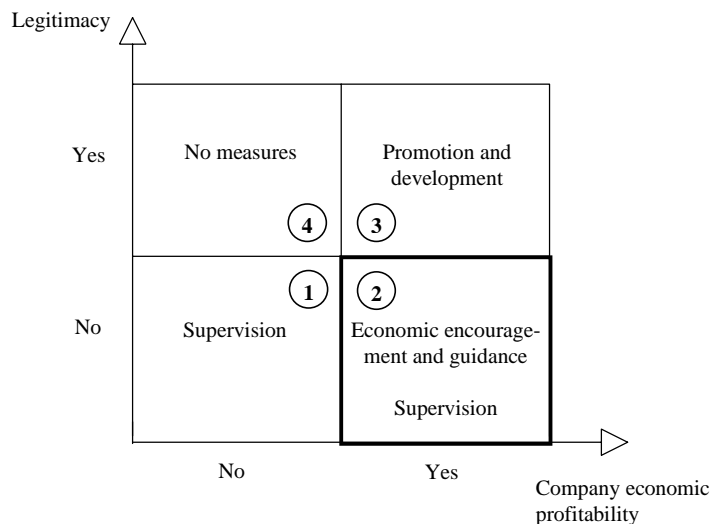 Legitimacy
Yes
No measures
Promotion and
development
4
3
1
2
No
Supervision
Economic encourage-
ment and guidance
Supervision
No
Yes
Company economic
profitability